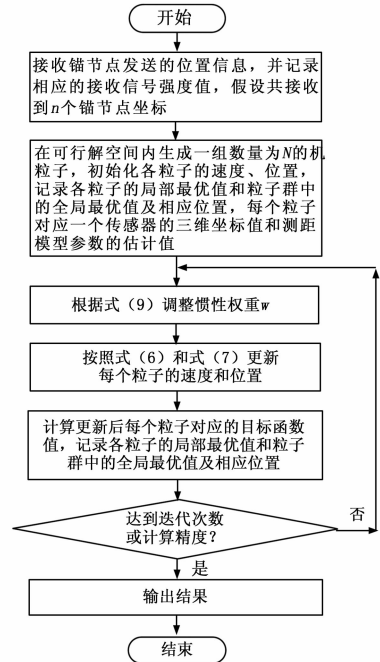 开始
接收锚节点发送的位置信息，并记录
相应的接收信号强度值，假设共接收
到n个锚节点坐标
在可行解空间内生成一组数量为N的机
粒子，初始化各粒子的速度、位置，
记录各粒子的局部最优值和粒子群中
的全局最优值及相应位置，每个粒子
对应一个传感器的三维坐标值和测距
模型参数的估计值
根据式（9）调整惯性权重w
按照式（6）和式（7）更新
每个粒子的速度和位置
计算更新后每个粒子对应的目标函数
值，记录各粒子的局部最优值和粒子
群中的全局最优值及相应位置
达到迭代次数
或计算精度？
否
是
输出结果
结束